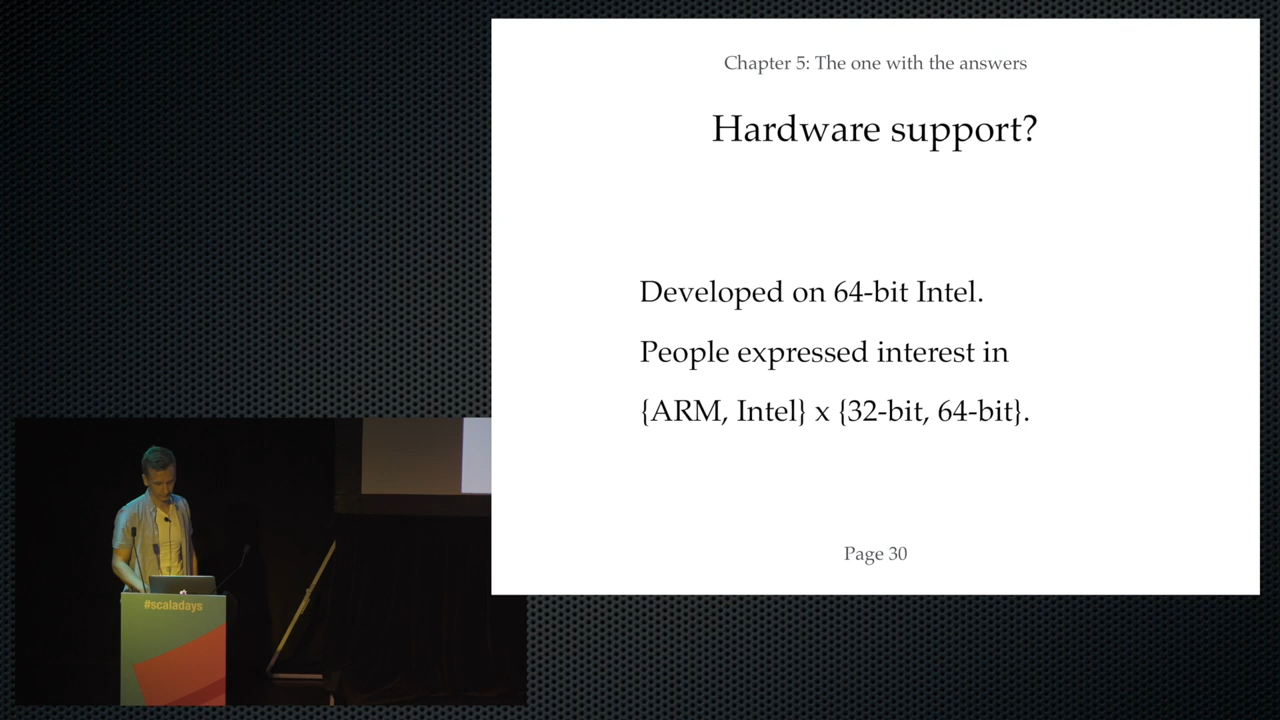 Chapter 5: The one with the answers
Hardware support?
Developed on 64-bit Intel.
People expressed interest in
{ARM, Intel} x {32-bit, 64-bit}.
Page 30
#scaladays